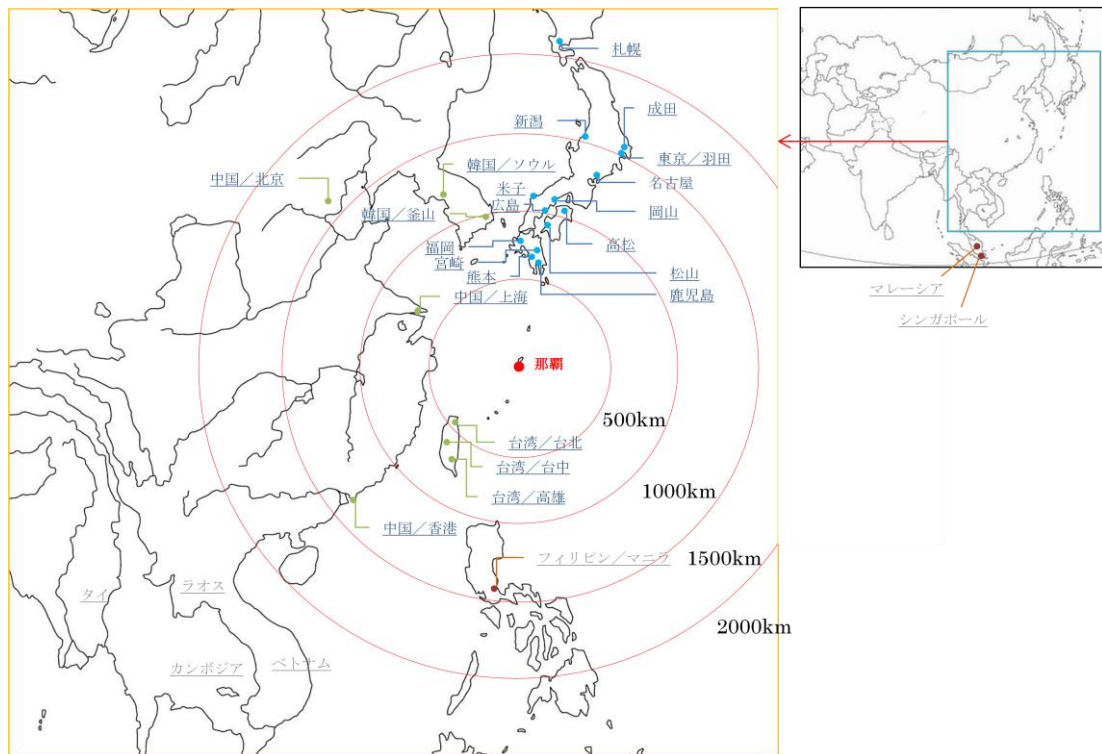 札幌
成田
新潟
東京／羽田
韓国／ソウル
中国／北京
米子
名古屋
広島
岡山
韓国／釜山
福岡
高松
宮崎
熊本
松山
中国／上海
鹿児島
那覇
500km
台湾／台北
台湾／台中
1000km
台湾／高雄
中国／香港
フィリピン／マニラ
1500km
ラオス
タイ
2000km
カンボジア
ベトナム
マレーシア
シンガポール